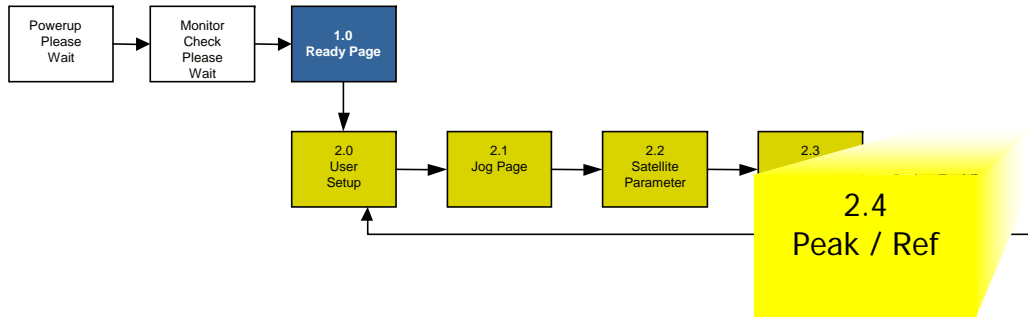 Powerup
Please
Wait
Monitor
Check
Please
Wait
1.0
Ready Page
2.0
User
Setup
2.1
Jog Page
2.2
Satellite
Parameter
2.3
2.4
Peak / Ref